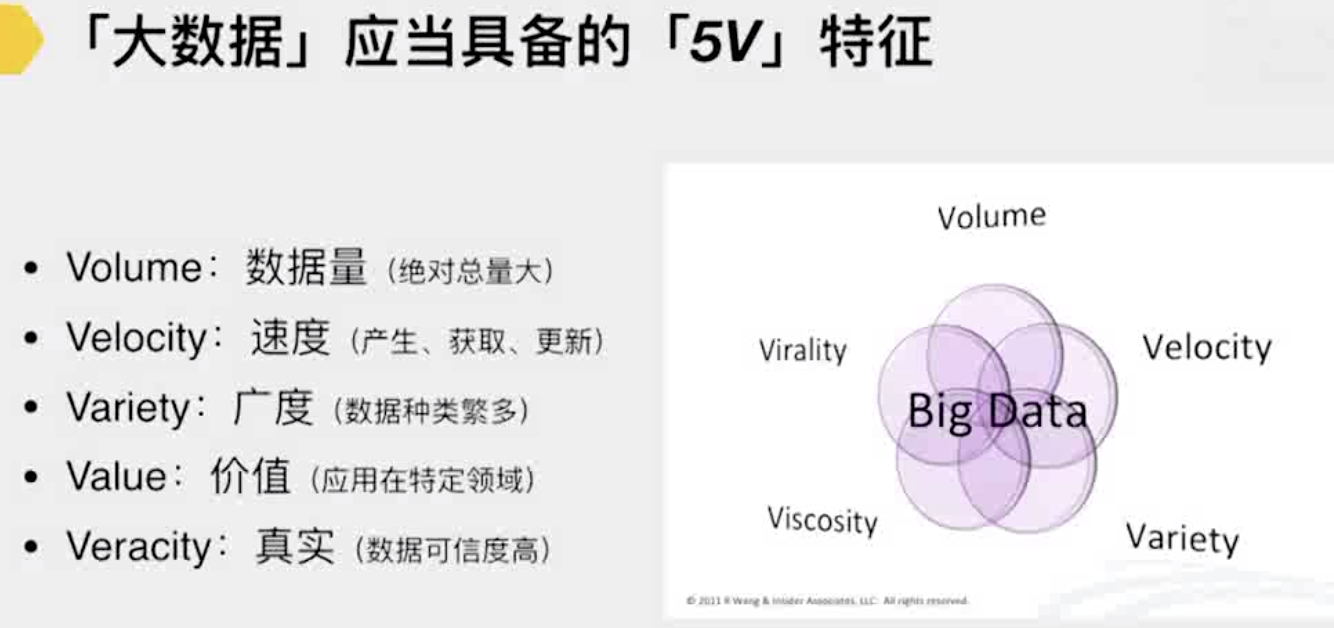 「大数据」应当具备的「5V」特征
• Volume：数据量（绝对总量大）
• Velocity：速度（产生、获取、更新）
• Variety：广度（数据种类繁多）
• Value：价值（应用在特定领域）
• Veracity：真实（数据可信度高）
Volume
Virality
Velocity
Big Data
Viscosity
Variety
© 2011 R Wang & Insider Associates, LLC. All rights reserved.